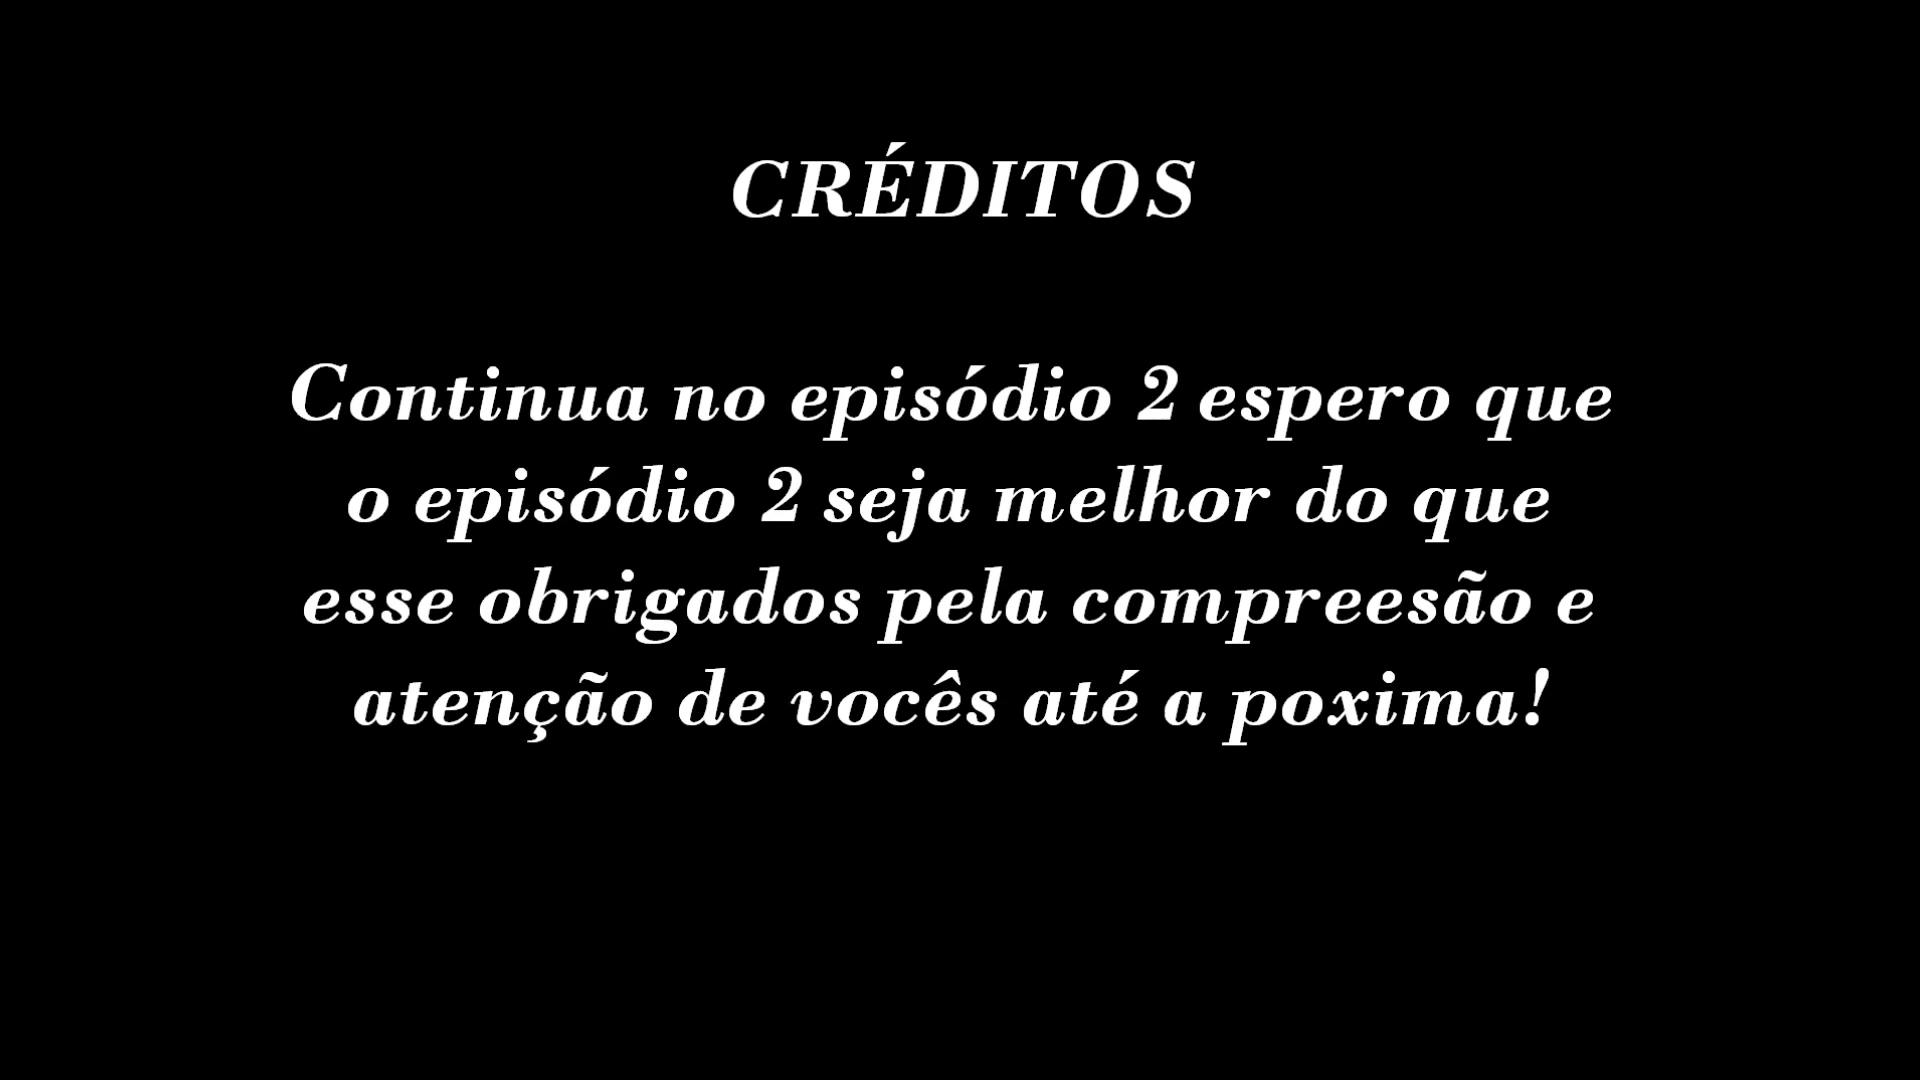 CRÉDITOS
Continua no episódio 2 espero que
o episódio 2 seja melhor do que
esse obrigados pela compreesão e
atenção de vocês até a poxima!